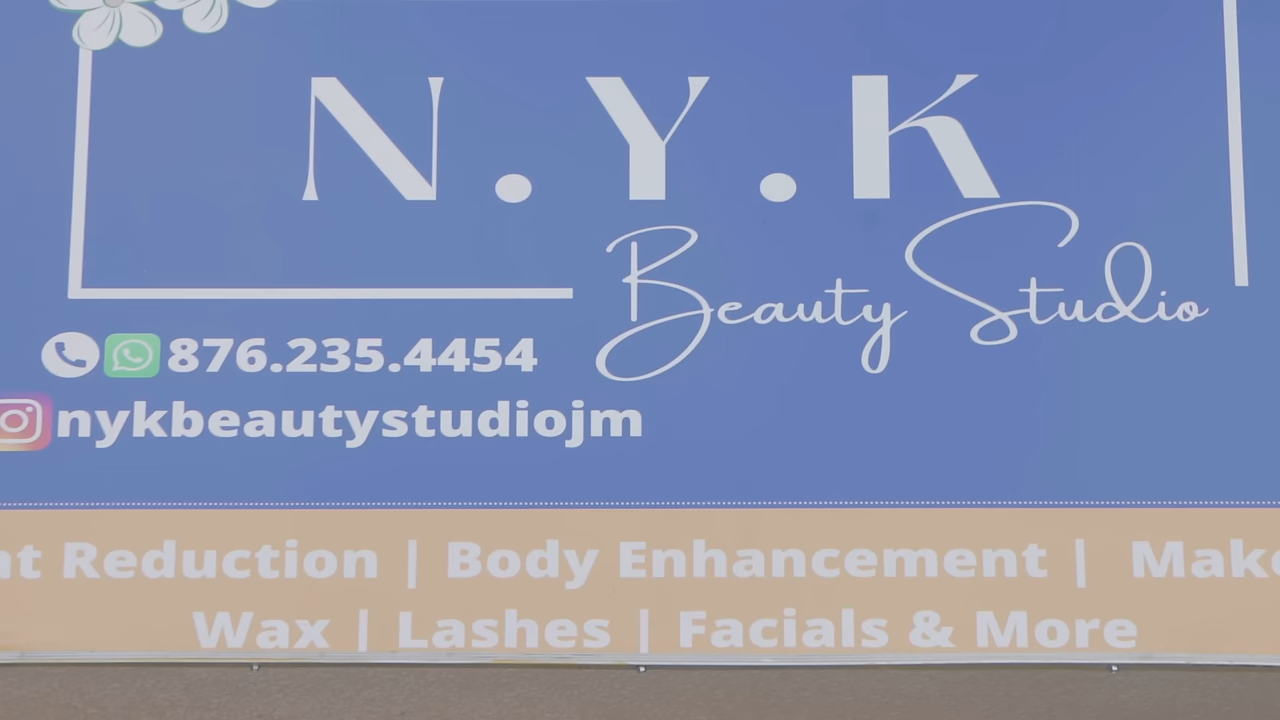 N.Y.K
Beauty Studio
876.235.4454
nykbeautystudiojm
Reduction | Body Enhancement |
Wax | Lashes | Facials & More